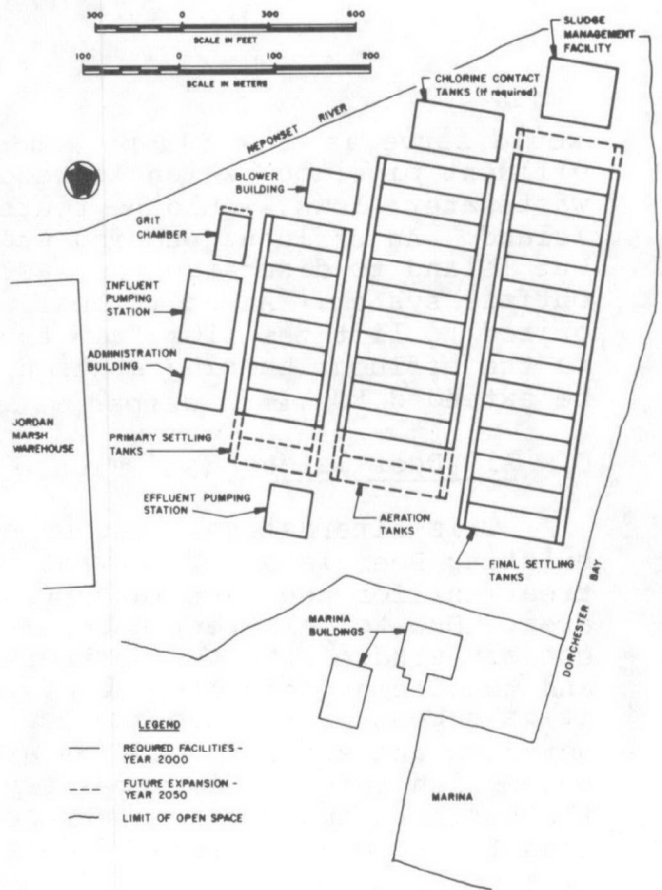 300 0 300 600
SCALE IN FEET
100 0 100 200
SCALE IN METERS
SLUDGE
MANAGEMENT
FACILITY
CHLORINE CONTACT
TANKS (If required)
NEPONSET RIVER
BLOWER
BUILDING
GRIT
CHAMBER
INFLUENT
PUMPING
STATION
ADMINISTRATION
BUILDING
JORDAN
MARSH
WAREHOUSE
PRIMARY SETTLING
TANKS
EFFLUENT PUMPING
STATION
AERATION
TANKS
FINAL SETTLING
TANKS
DORCHESTER BAY
MARINA
BUILDINGS
MARINA
LEGEND
REQUIRED FACILITIES -
YEAR 2000
FUTURE EXPANSION -
YEAR 2050
LIMIT OF OPEN SPACE